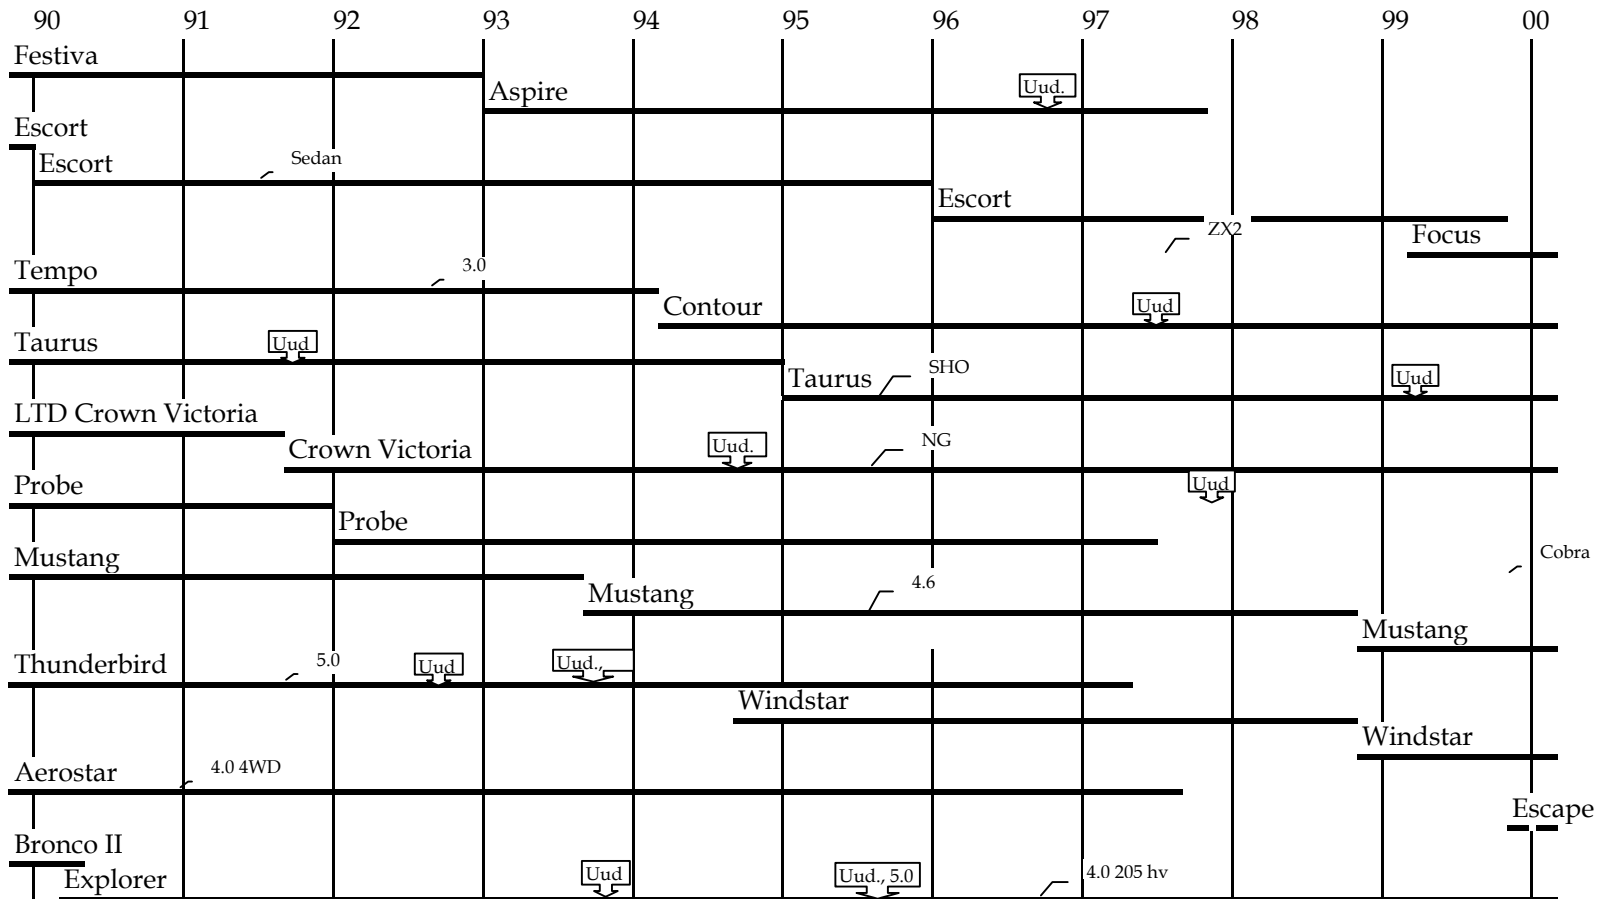 90 91 92 93 94 95 96 97 98 99 00
Festiva
Aspire
Uud.
Escort
Escort
Sedan
Escort
ZX2
Focus
Tempo
3.0
Contour
Uud
Taurus
Uud
Taurus
SHO
Uud
LTD Crown Victoria
Crown Victoria
Uud.
NG
Probe
Uud
Probe
Mustang
Cobra
Mustang
4.6
Mustang
Thunderbird
5.0
Uud
Uud.,
Windstar
Windstar
Aerostar
4.0 4WD
Escape
Bronco II
Explorer
Uud
Uud., 5.0
4.0 205 hv